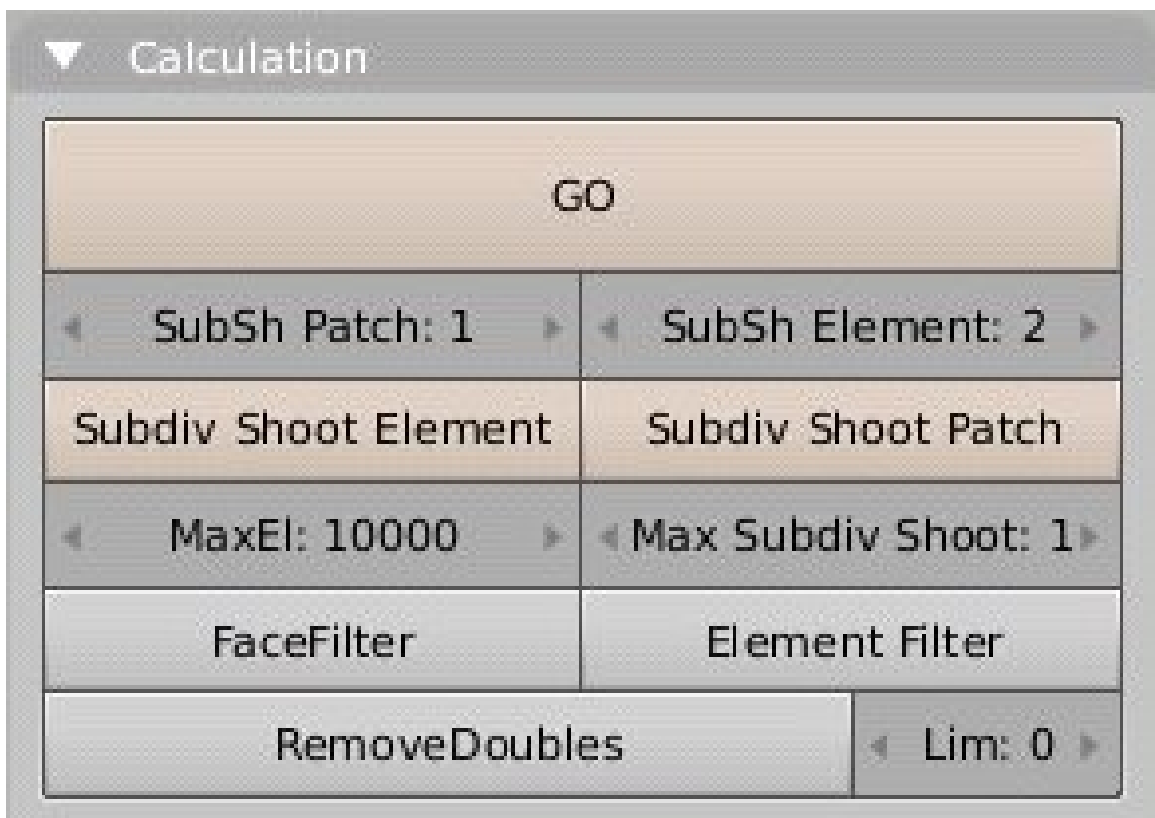 Calculation
GO
SubSh Patch: 1 SubSh Element: 2
Subdiv Shoot Element Subdiv Shoot Patch
MaxEl: 10000 Max Subdiv Shoot: 1
FaceFilter Element Filter
RemoveDoubles Lim: 0